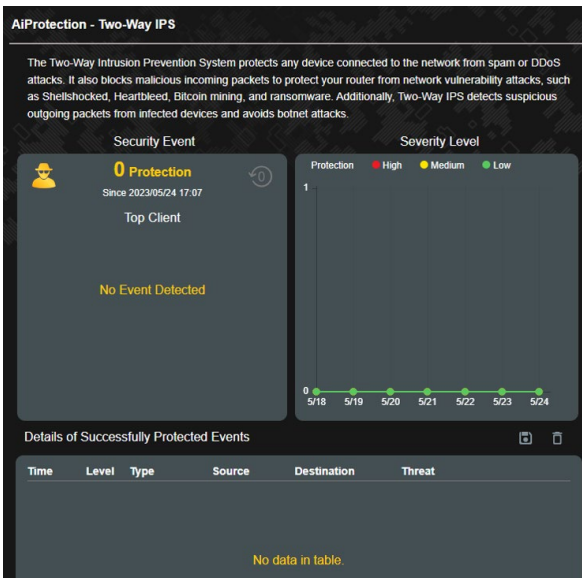 AiProtection - Two-Way IPS
The Two-Way Intrusion Prevention System protects any device connected to the network from spam or DDoS
attacks. It also blocks malicious incoming packets to protect your router from network vulnerability attacks, such
as Shellshocked, Heartbleed, Bitcoin mining, and ransomware. Additionally, Two-Way IPS detects suspicious
outgoing packets from infected devices and avoids botnet attacks.
Security Event
0 Protection
0
Since 2023/05/24 17:07
Top Client
No Event Detected
Severity Level
Protection High Medium Low
1
0
5/18 5/19 5/20 5/21 5/22 5/23 5/24
Details of Successfully Protected Events
Time Level Type Source Destination Threat
No data in table.